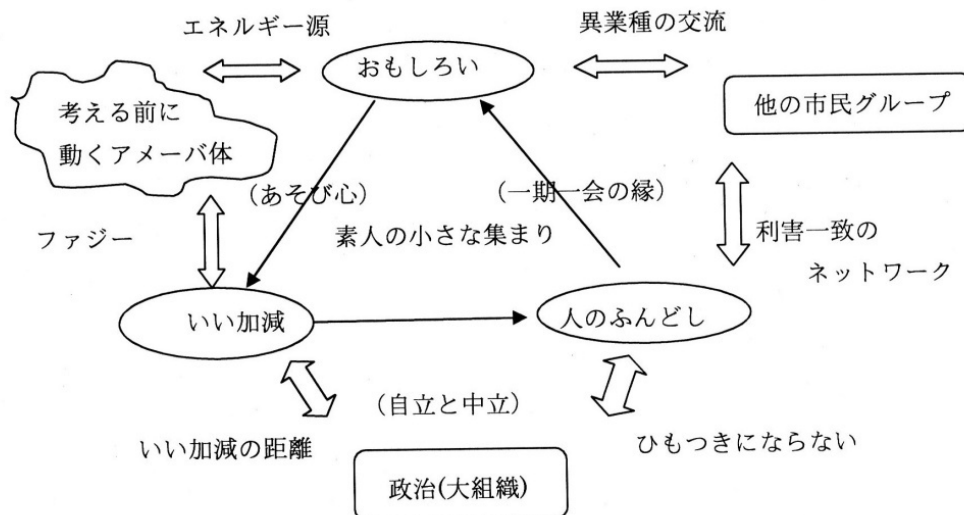 エネルギー源
異業種の交流
おもしろい
考える前に
動くアメーバ体
他の市民グループ
(あそび心)
(一期一会の縁)
ファジー
素人の小さな集まり
利害一致の
ネットワーク
いい加減
人のふんどし
(自立と中立)
いい加減の距離
ひもつきにならない
政治(大組織)